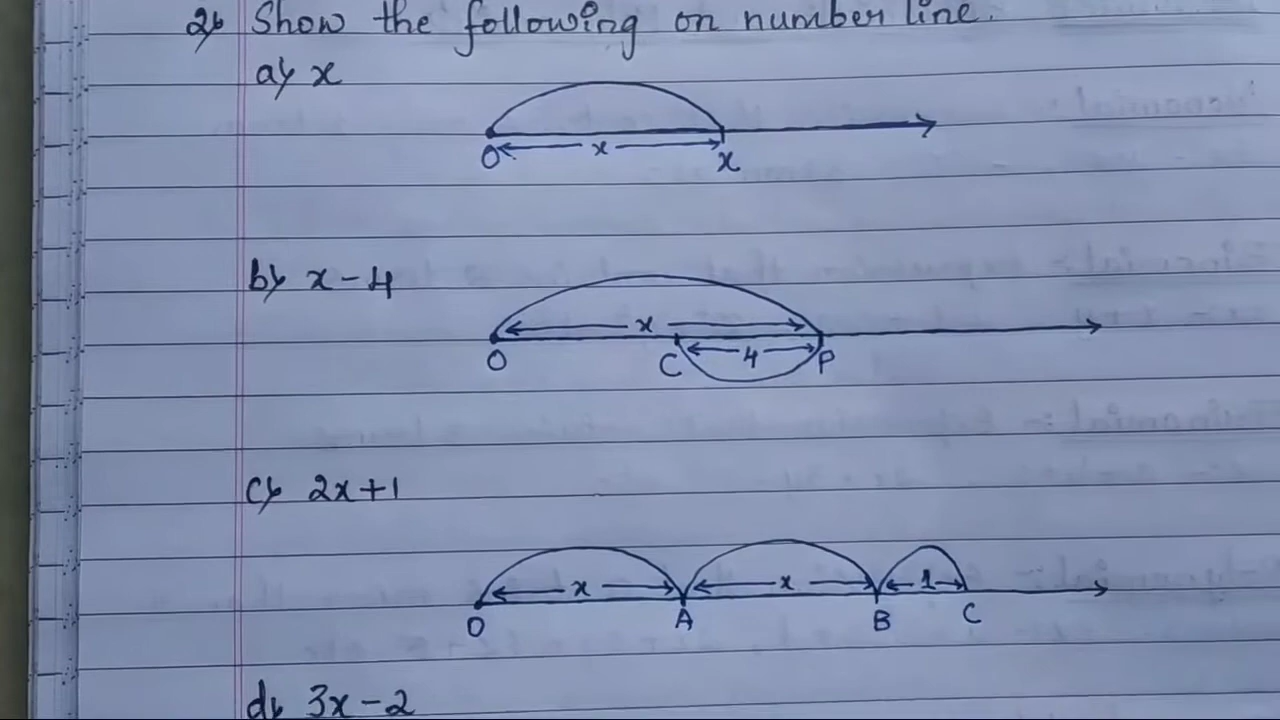 2) Show the following on number line.
a) x
x
O x
b) x - 4
x
O C 4 P
c) 2x + 1
x x 1
O A B C
d) 3x - 2